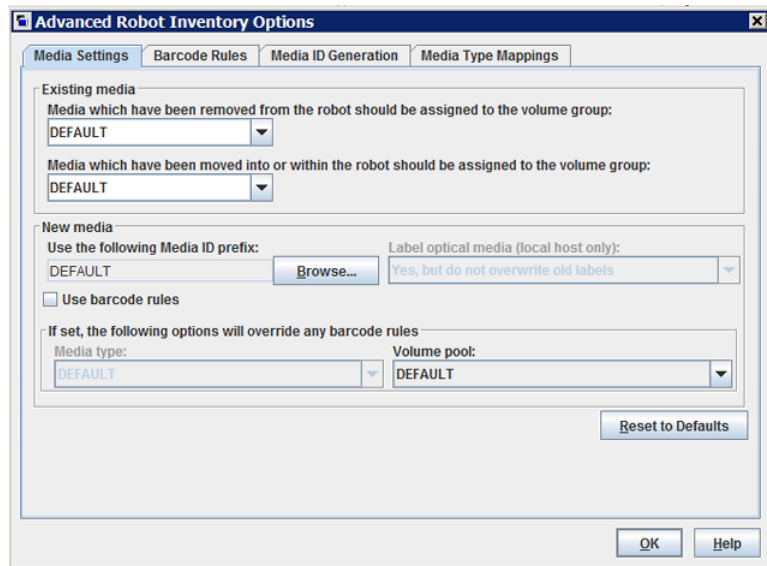 Advanced Robot Inventory Options
Media Settings Barcode Rules Media ID Generation Media Type Mappings
Existing media
Media which have been removed from the robot should be assigned to the volume group:
DEFAULT
Media which have been moved into or within the robot should be assigned to the volume group:
DEFAULT
New media
Use the following Media ID prefix: Label optical media (local host only):
DEFAULT Browse... Yes, but do not overwrite old labels
Use barcode rules
If set, the following options will override any barcode rules
Media type: Volume pool:
DEFAULT DEFAULT
Reset to Defaults
OK Help